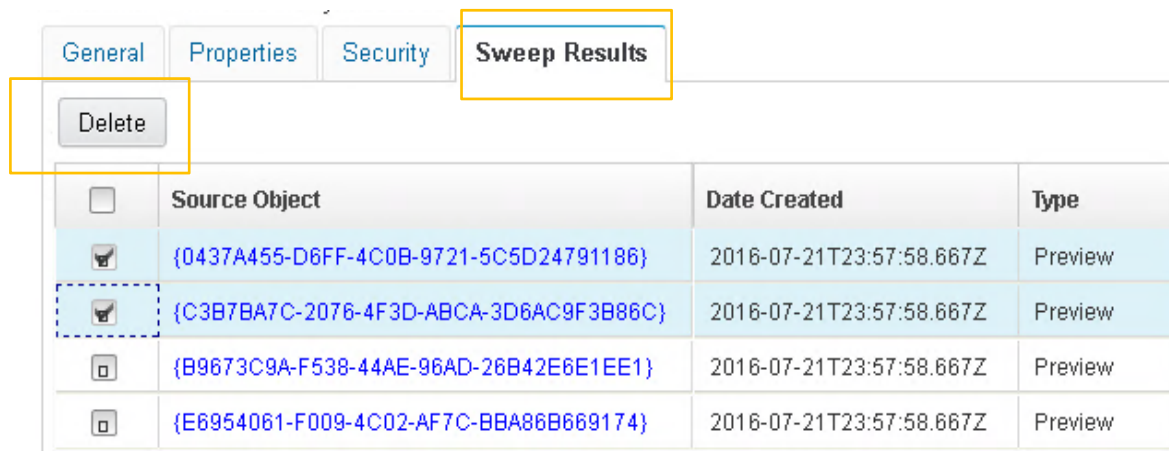 General Properties Security Sweep Results
Delete
Source Object Date Created Type
{0437A455-D6FF-4C0B-9721-5C5D24791186} 2016-07-21T23:57:58.667Z Preview
{C3B7BA7C-2076-4F3D-ABCA-3D6AC9F3B86C} 2016-07-21T23:57:58.667Z Preview
{B9673C9A-F538-44AE-96AD-26B42E6E1EE1} 2016-07-21T23:57:58.667Z Preview
{E6954061-F009-4C02-AF7C-BBA86B669174} 2016-07-21T23:57:58.667Z Preview